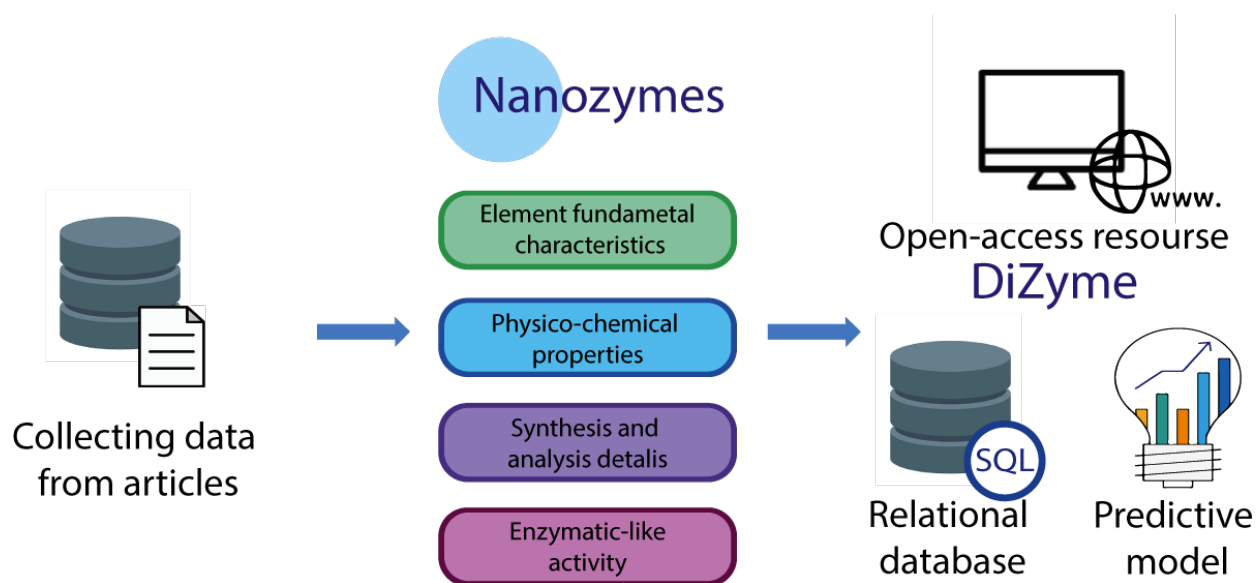 Collecting data
from articles
Nanozymes
Element fundametal
characteristics
Physico-chemical
properties
Synthesis and
analysis detalis
Enzymatic-like
activity
www.
Open-access resourse
DiZyme
SQL
Relational
database
Predictive
model